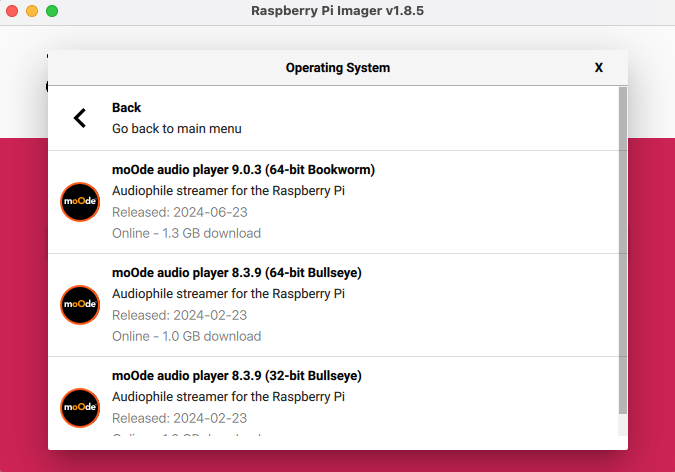 Raspberry Pi Imager v1.8.5
Operating System
X
Back
Go back to main menu
moOde audio player 9.0.3 (64-bit Bookworm)
moOde
Audiophile streamer for the Raspberry Pi
Released: 2024-06-23
Online - 1.3 GB download
moOde audio player 8.3.9 (64-bit Bullseye)
moOde
Audiophile streamer for the Raspberry Pi
Released: 2024-02-23
Online - 1.0 GB download
moOde audio player 8.3.9 (32-bit Bullseye)
moOde
Audiophile streamer for the Raspberry Pi
Released: 2024-02-23